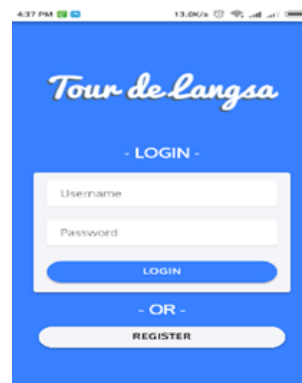 4:37 PM 13.0K/s
Tour de Langsa
- LOGIN -
Username
Password
LOGIN
- OR -
REGISTER